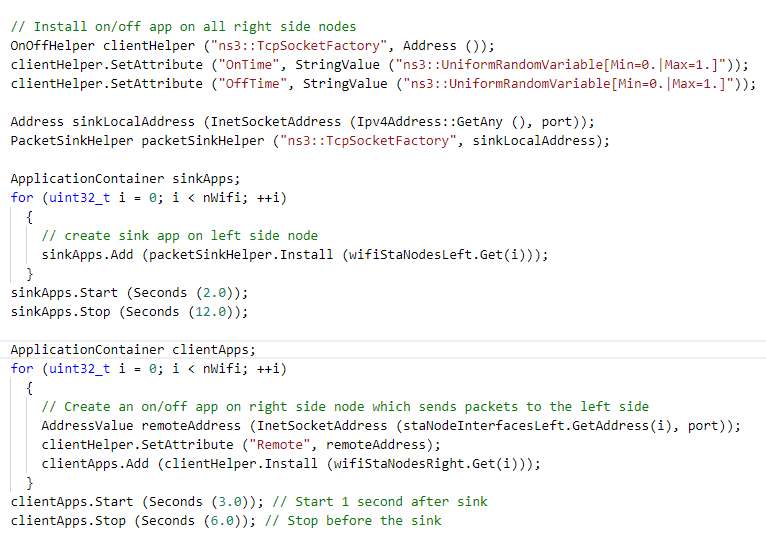 // Install on/off app on all right side nodes
OnOffHelper clientHelper ("ns3::TcpSocketFactory", Address ());
clientHelper.SetAttribute ("OnTime", StringValue ("ns3::UniformRandomVariable[Min=0.|Max=1.]"));
clientHelper.SetAttribute ("OffTime", StringValue ("ns3::UniformRandomVariable[Min=0.|Max=1.]"));

Address sinkLocalAddress (InetSocketAddress (Ipv4Address::GetAny (), port));
PacketSinkHelper packetSinkHelper ("ns3::TcpSocketFactory", sinkLocalAddress);

ApplicationContainer sinkApps;
for (uint32_t i = 0; i < nWifi; ++i)
  {
    // create sink app on left side node
    sinkApps.Add (packetSinkHelper.Install (wifiStaNodesLeft.Get(i)));
  }
sinkApps.Start (Seconds (2.0));
sinkApps.Stop (Seconds (12.0));

ApplicationContainer clientApps;
for (uint32_t i = 0; i < nWifi; ++i)
  {
    // Create an on/off app on right side node which sends packets to the left side
    AddressValue remoteAddress (InetSocketAddress (staNodeInterfacesLeft.GetAddress(i), port));
    clientHelper.SetAttribute ("Remote", remoteAddress);
    clientApps.Add (clientHelper.Install (wifiStaNodesRight.Get(i)));
  }
clientApps.Start (Seconds (3.0)); // Start 1 second after sink
clientApps.Stop (Seconds (6.0)); // Stop before the sink